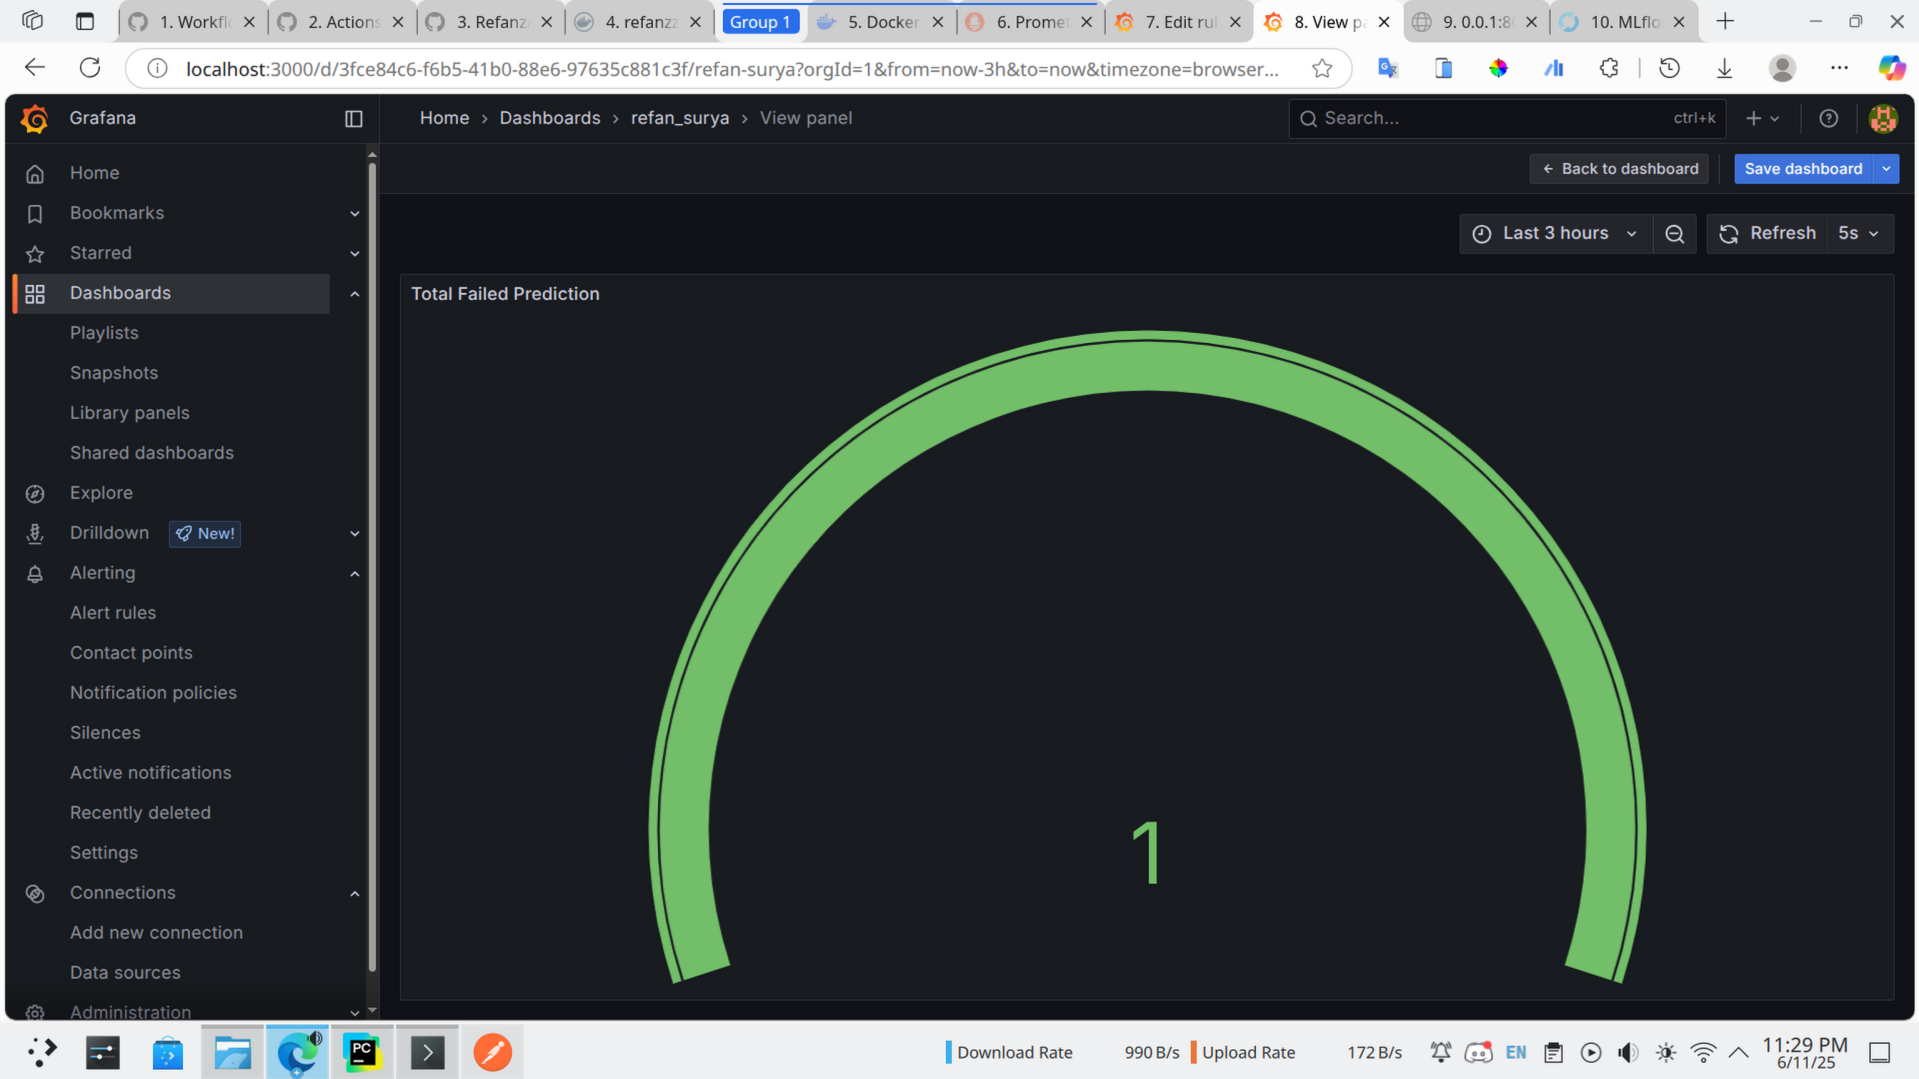 1. Workfl
2. Actions
3. Refanz
4. refanzz
Group 1
5. Docker
6. Promet
7. Edit ru
8. View pa
9. 0.0.1:8
10. MLflo
localhost:3000/d/3fce84c6-f6b5-41b0-88e6-97635c881c3f/refan-surya?orgId=1&from=now-3h&to=now&timezone=browser...
Grafana
Home › Dashboards › refan_surya › View panel
Search...
ctrl+k
Back to dashboard
Save dashboard
Last 3 hours
Refresh
5s
Home
Bookmarks
Starred
Dashboards
Playlists
Snapshots
Library panels
Shared dashboards
Explore
Drilldown
New!
Alerting
Alert rules
Contact points
Notification policies
Silences
Active notifications
Recently deleted
Settings
Connections
Add new connection
Data sources
Administration
Total Failed Prediction
1
PC
Download Rate 990 B/s
Upload Rate 172 B/s
EN
11:29 PM
6/11/25